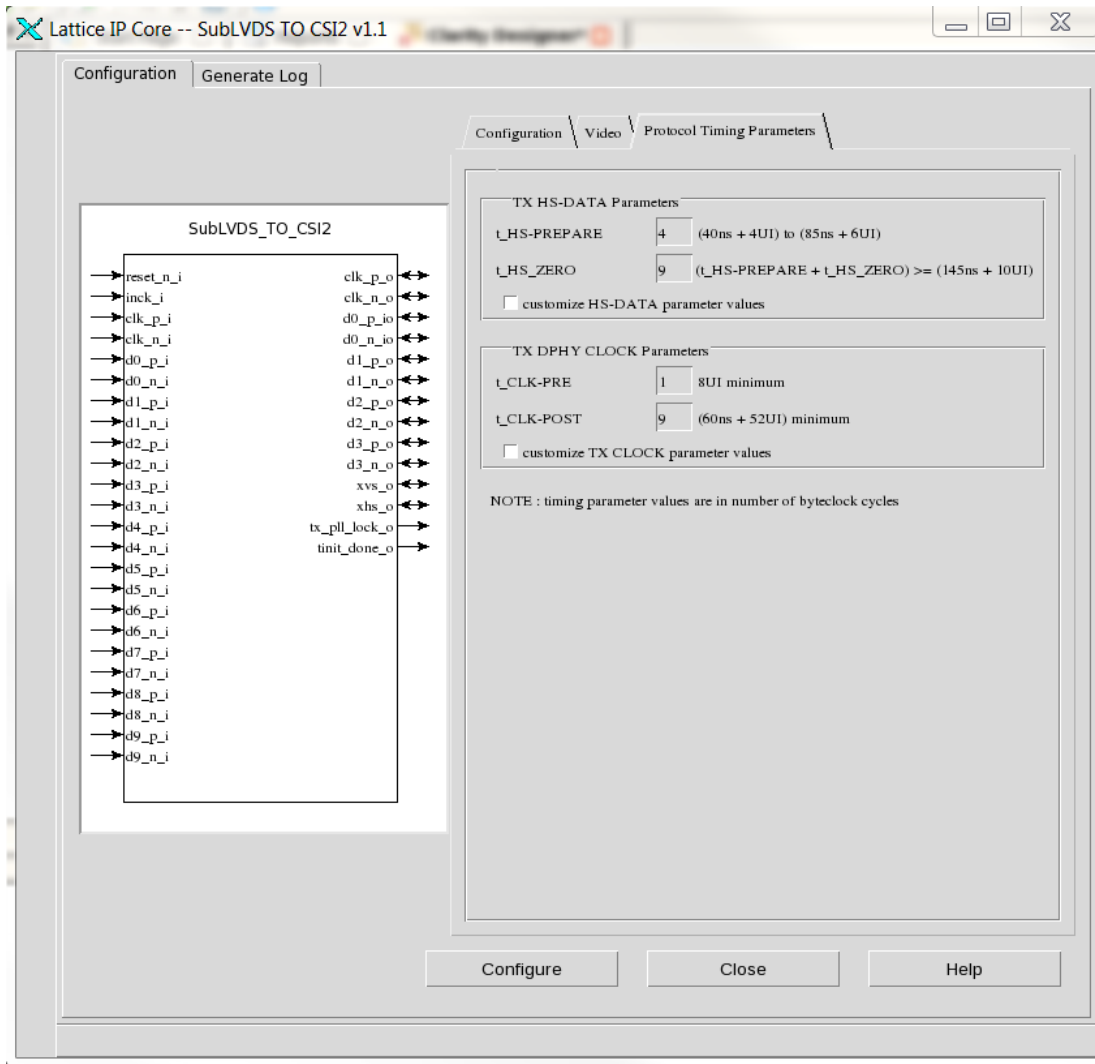 Lattice IP Core -- SubLVDS TO CSI2 v1.1
Configuration Generate Log
Configuration Video Protocol Timing Parameters
SubLVDS_TO_CSI2
reset_n_i clk_p_o
inck_i clk_n_o
clk_p_i d0_p_io
clk_n_i d0_n_io
d0_p_i d1_p_o
d0_n_i d1_n_o
d1_p_i d2_p_o
d1_n_i d2_n_o
d2_p_i d3_p_o
d2_n_i d3_n_o
d3_p_i xvs_o
d3_n_i xhs_o
d4_p_i tx_pll_lock_o
d4_n_i tinit_done_o
d5_p_i
d5_n_i
d6_p_i
d6_n_i
d7_p_i
d7_n_i
d8_p_i
d8_n_i
d9_p_i
d9_n_i
TX HS-DATA Parameters
t_HS-PREPARE 4 (40ns + 4UI) to (85ns + 6UI)
t_HS_ZERO 9 (t_HS-PREPARE + t_HS_ZERO) >= (145ns + 10UI)
customize HS-DATA parameter values
TX DPHY CLOCK Parameters
t_CLK-PRE 1 8UI minimum
t_CLK-POST 9 (60ns + 52UI) minimum
customize TX CLOCK parameter values
NOTE : timing parameter values are in number of byteclock cycles
Configure Close Help